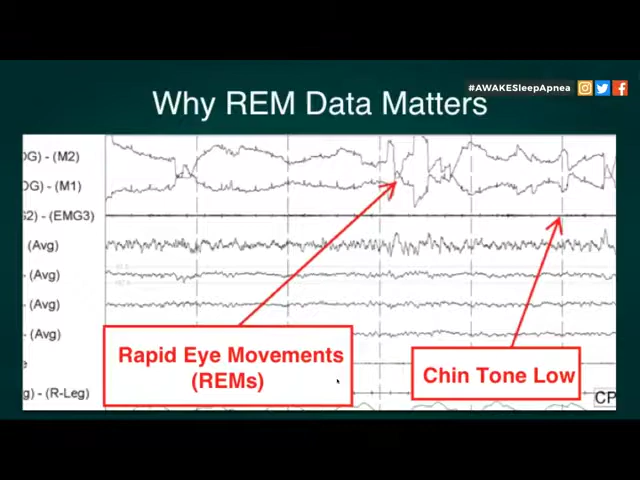 #AWAKESleepApnea
Why REM Data Matters
OG) - (M2)
OG) - (M1)
G2) - (EMG3)
(Avg)
- (Avg)
- (Avg)
- (Avg)
Rapid Eye Movements
(REMs)
Chin Tone Low
e
g) - (R-Leg)
CP